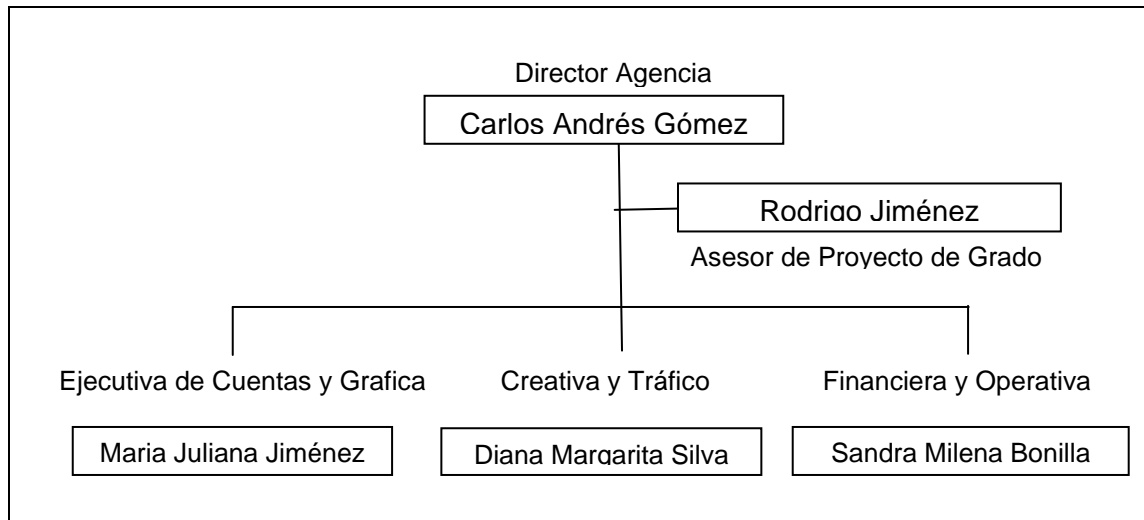 Director Agencia
Carlos Andrés Gómez
Rodrigo Jiménez
Asesor de Proyecto de Grado
Ejecutiva de Cuentas y Grafica
Creativa y Tráfico
Financiera y Operativa
Maria Juliana Jiménez
Diana Margarita Silva
Sandra Milena Bonilla